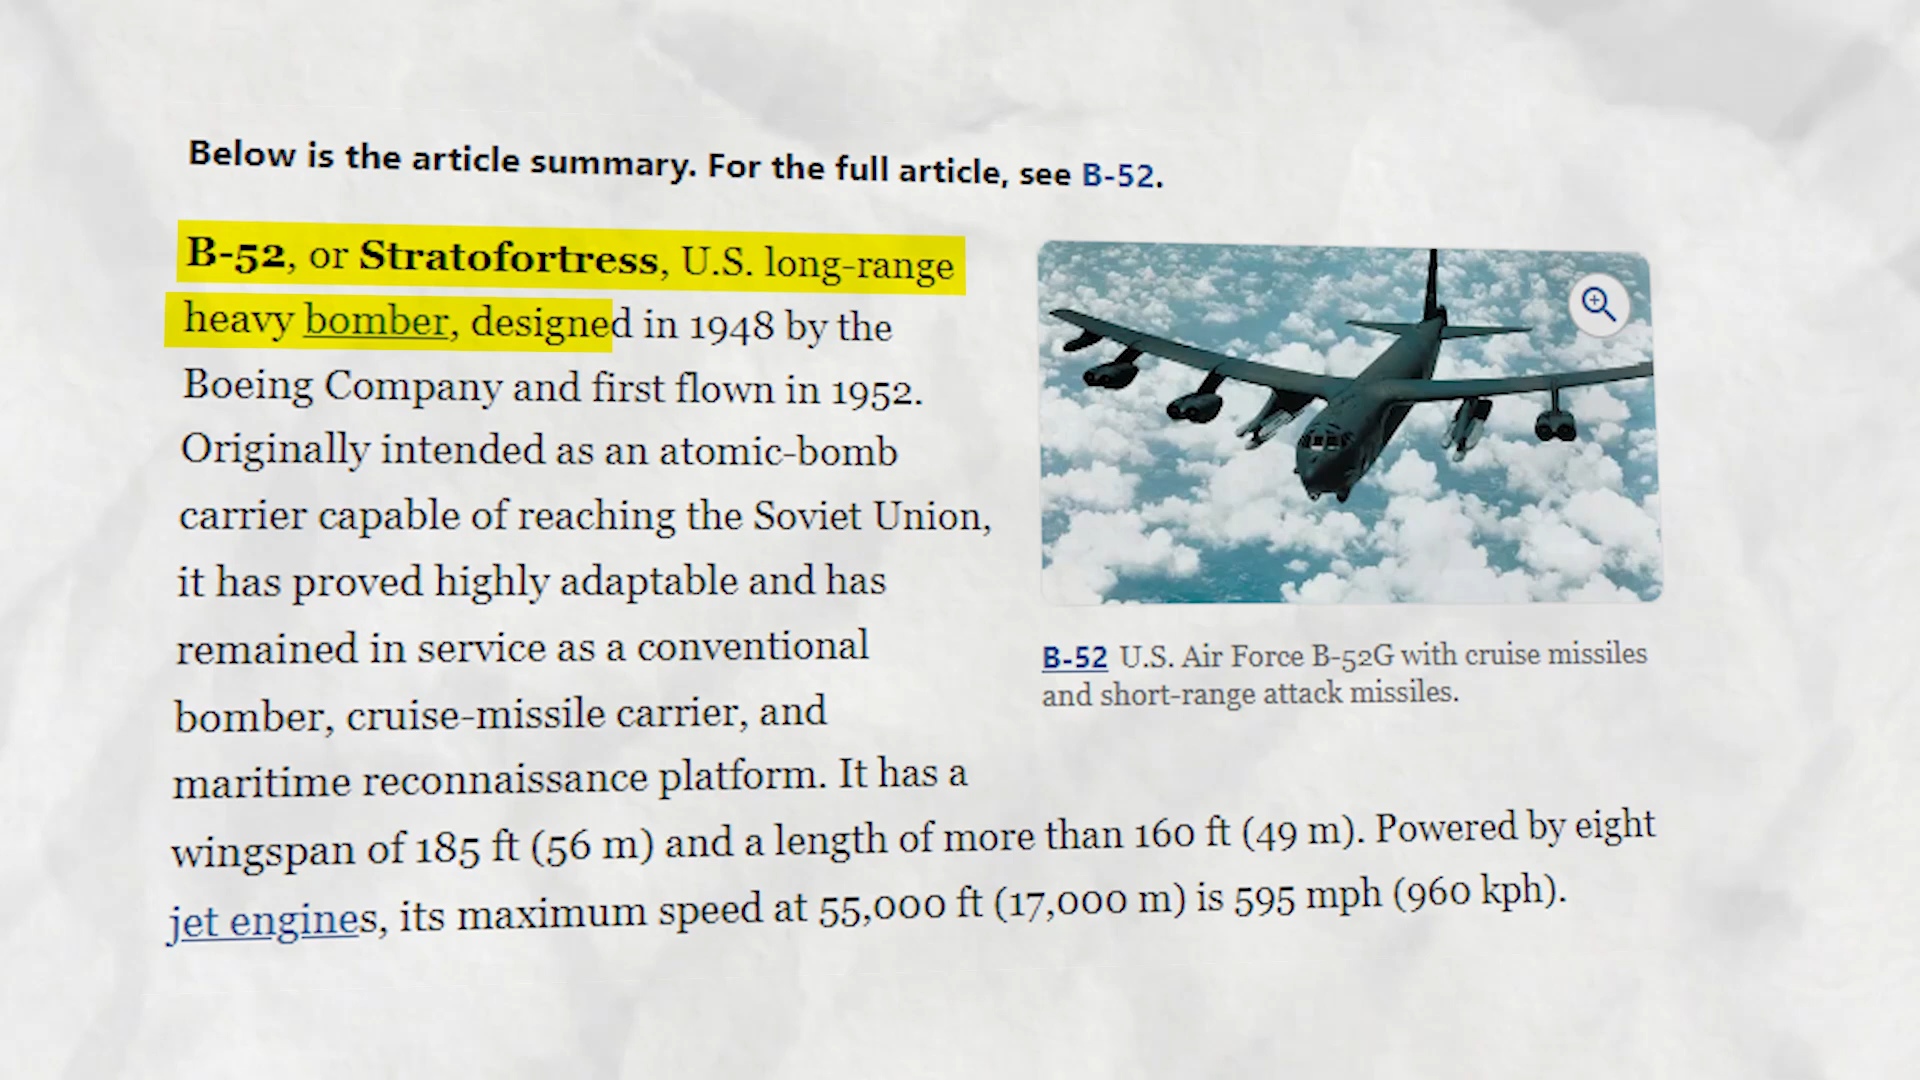 Below is the article summary. For the full article, see B-52.
B-52, or Stratofortress, U.S. long-range
heavy bomber, designed in 1948 by the
Boeing Company and first flown in 1952.
Originally intended as an atomic-bomb
carrier capable of reaching the Soviet Union,
it has proved highly adaptable and has
remained in service as a conventional
bomber, cruise-missile carrier, and
maritime reconnaissance platform. It has a
wingspan of 185 ft (56 m) and a length of more than 160 ft (49 m). Powered by eight
jet engines, its maximum speed at 55,000 ft (17,000 m) is 595 mph (960 kph).
B-52 U.S. Air Force B-52G with cruise missiles
and short-range attack missiles.